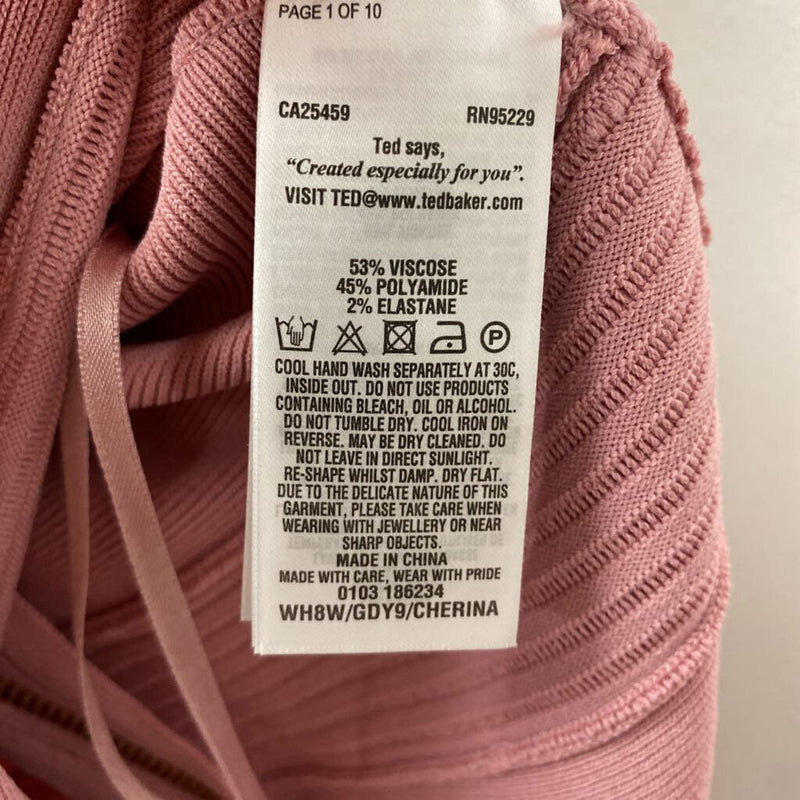 PAGE 1 OF 10
CA25459 RN95229
Ted says,
“Created especially for you”.
VISIT TED@www.tedbaker.com
53% VISCOSE
45% POLYAMIDE
2% ELASTANE
P
COOL HAND WASH SEPARATELY AT 30C,
INSIDE OUT. DO NOT USE PRODUCTS
CONTAINING BLEACH, OIL OR ALCOHOL.
DO NOT TUMBLE DRY. COOL IRON ON
REVERSE. MAY BE DRY CLEANED. DO
NOT LEAVE IN DIRECT SUNLIGHT.
RE-SHAPE WHILST DAMP. DRY FLAT.
DUE TO THE DELICATE NATURE OF THIS
GARMENT, PLEASE TAKE CARE WHEN
WEARING WITH JEWELLERY OR NEAR
SHARP OBJECTS.
MADE IN CHINA
MADE WITH CARE, WEAR WITH PRIDE
0103 186234
WH8W/GDY9/CHERINA